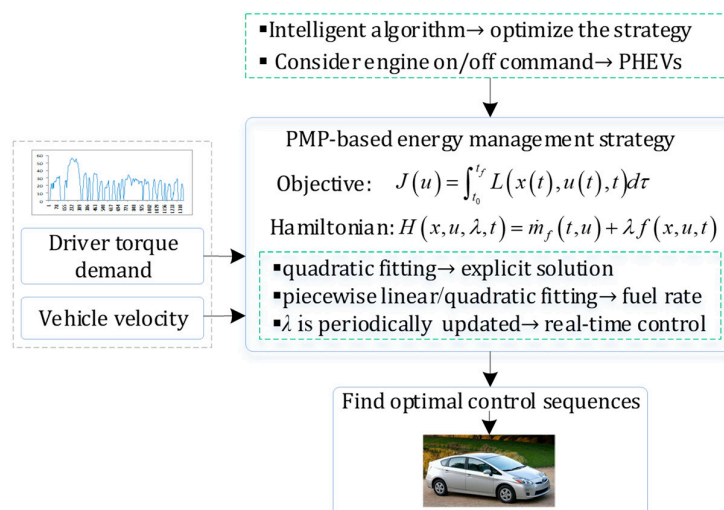 ▪Intelligent algorithm→ optimize the strategy
▪ Consider engine on/off command→ PHEVs
PMP-based energy management strategy
Objective: J(u)=∫_{t_0}^{t_f} L(x(t),u(t),t)dτ
Hamiltonian: H(x,u,λ,t)=ṁ_f(t,u)+λf(x,u,t)
▪quadratic fitting→ explicit solution
▪piecewise linear/quadratic fitting→ fuel rate
▪λ is periodically updated→ real-time control
Driver torque
demand
Vehicle velocity
Find optimal control sequences